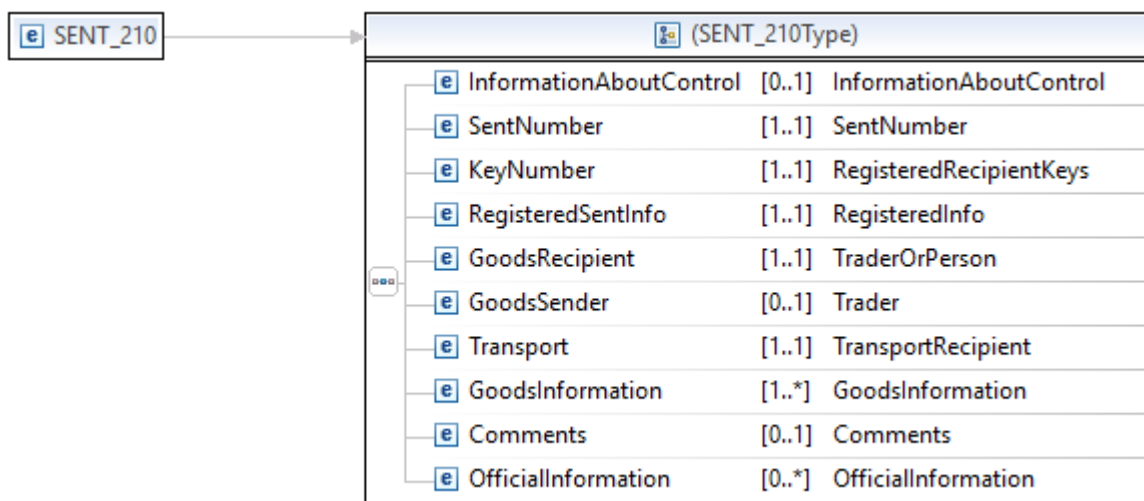 e SENT_210
(SENT_210Type)
e InformationAboutControl [0..1] InformationAboutControl
e SentNumber [1..1] SentNumber
e KeyNumber [1..1] RegisteredRecipientKeys
e RegisteredSentInfo [1..1] RegisteredInfo
e GoodsRecipient [1..1] TraderOrPerson
e GoodsSender [0..1] Trader
e Transport [1..1] TransportRecipient
e GoodsInformation [1..*] GoodsInformation
e Comments [0..1] Comments
e OfficialInformation [0..*] OfficialInformation